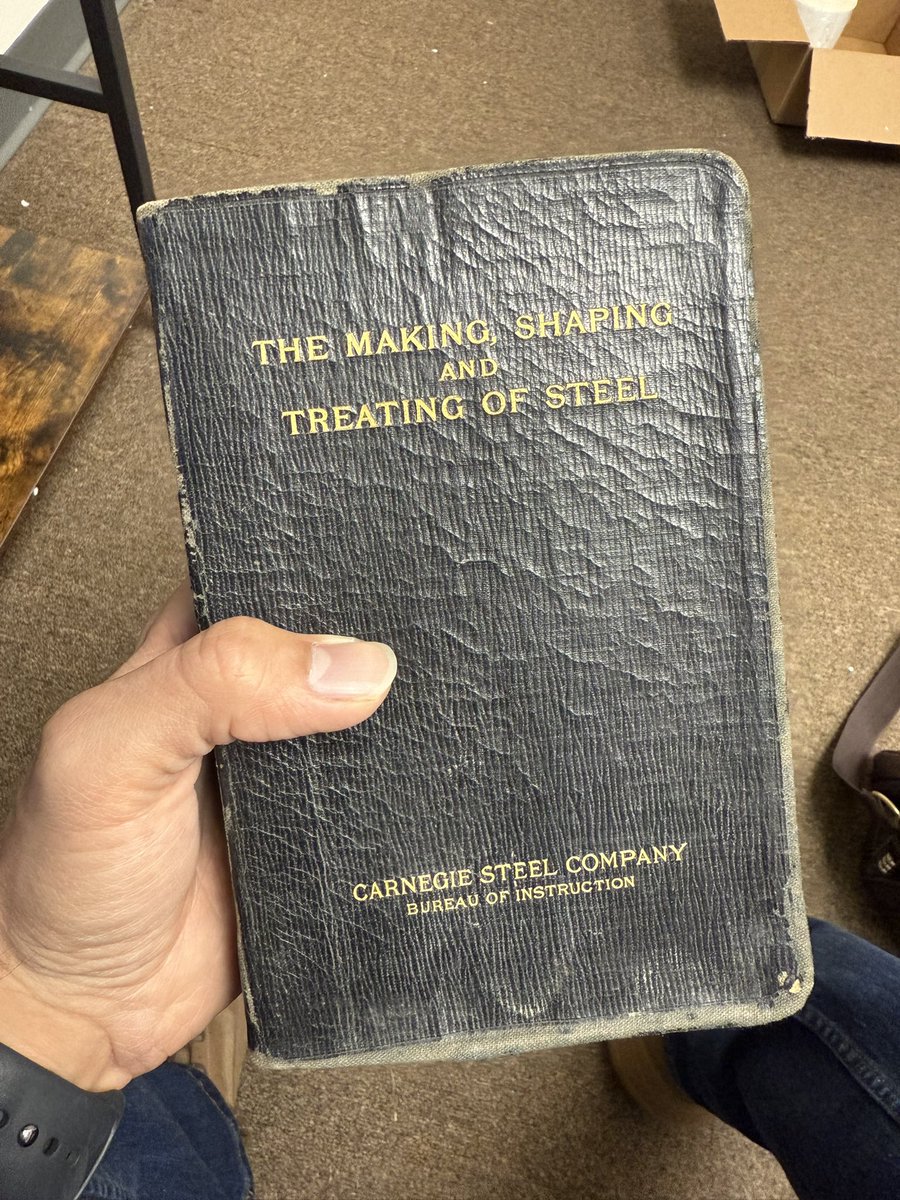 THE MAKING, SHAPING
AND
TREATING OF STEEL
CARNEGIE STEEL COMPANY
BUREAU OF INSTRUCTION